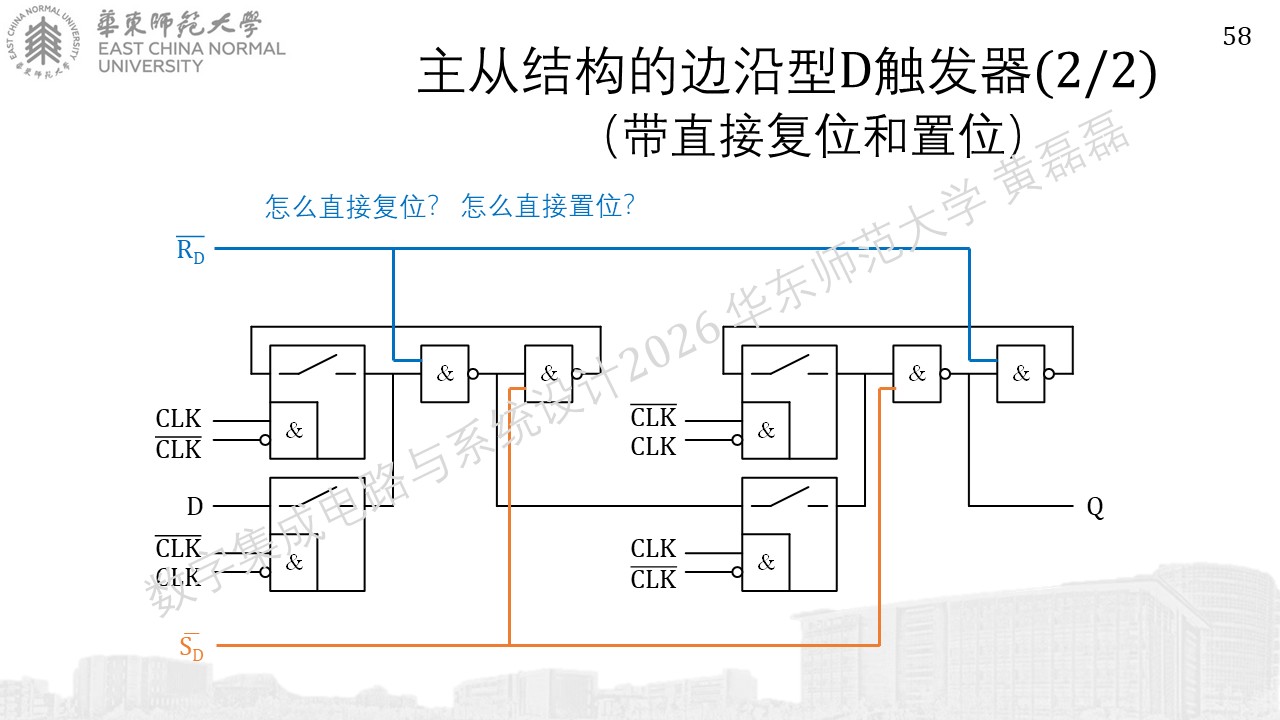 華東師範大學
EAST CHINA NORMAL
UNIVERSITY
58
主从结构的边沿型D触发器(2/2)
（带直接复位和置位）
怎么直接复位? 怎么直接置位?
R̅D̅
& & & &
CLK
C̅L̅K̅
&
C̅L̅K̅
CLK
&
D
Q
C̅L̅K̅
CLK
&
CLK
C̅L̅K̅
&
S̅D
数字集成电路与系统设计2026 华东师范大学 黄磊磊